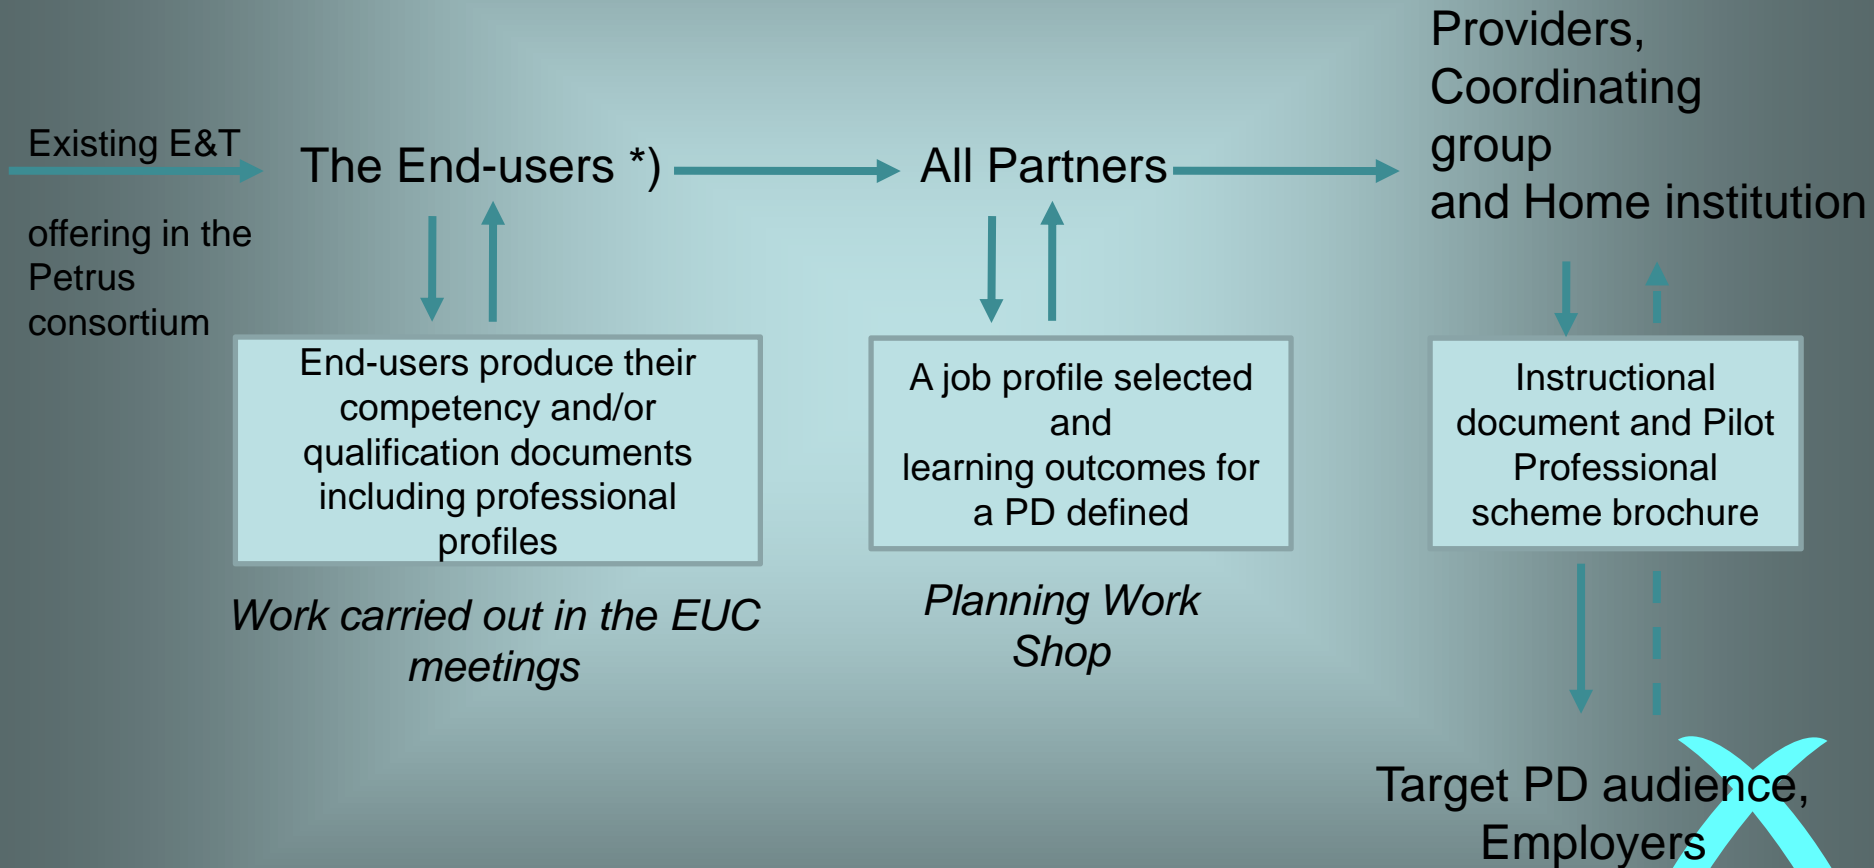 Existing E&T
offering in the
Petrus
consortium
The End-users *)
All Partners
Providers,
Coordinating
group
and Home institution
End-users produce their
competency and/or
qualification documents
including professional
profiles
Work carried out in the EUC
meetings
A job profile selected
and
learning outcomes for
a PD defined
Planning Work
Shop
Instructional
document and Pilot
Professional
scheme brochure
Target PD audience,
Employers